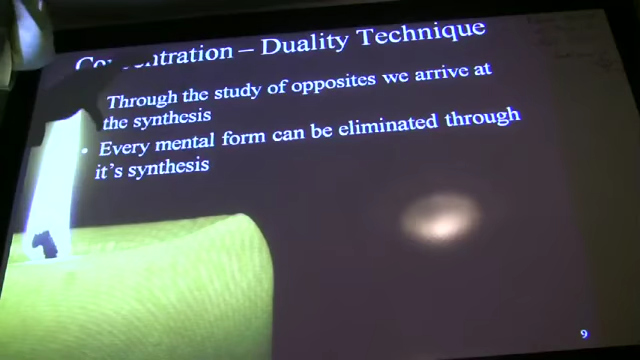 Concentration – Duality Technique
Through the study of opposites we arrive at
the synthesis
• Every mental form can be eliminated through
it's synthesis
9